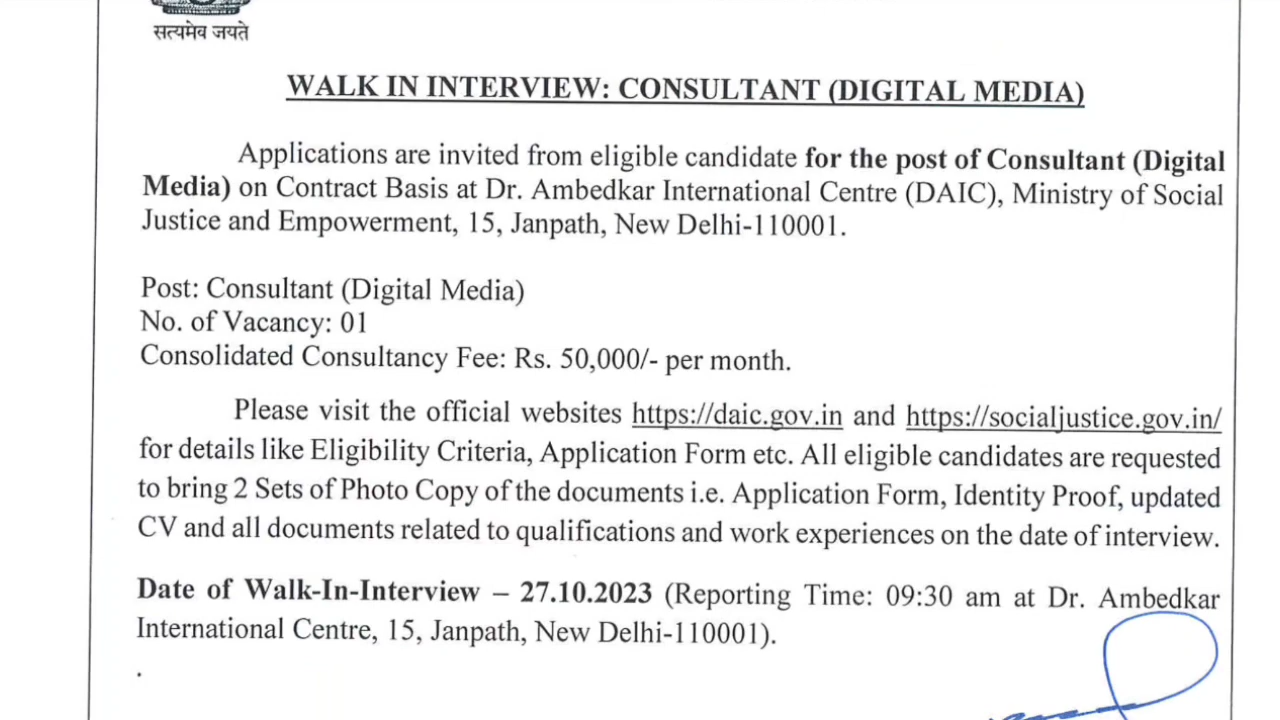 सत्यमेव जयते
WALK IN INTERVIEW: CONSULTANT (DIGITAL MEDIA)
Applications are invited from eligible candidate for the post of Consultant (Digital
Media) on Contract Basis at Dr. Ambedkar International Centre (DAIC), Ministry of Social
Justice and Empowerment, 15, Janpath, New Delhi-110001.
Post: Consultant (Digital Media)
No. of Vacancy: 01
Consolidated Consultancy Fee: Rs. 50,000/- per month.
Please visit the official websites https://daic.gov.in and https://socialjustice.gov.in/
for details like Eligibility Criteria, Application Form etc. All eligible candidates are requested
to bring 2 Sets of Photo Copy of the documents i.e. Application Form, Identity Proof, updated
CV and all documents related to qualifications and work experiences on the date of interview.
Date of Walk-In-Interview – 27.10.2023 (Reporting Time: 09:30 am at Dr. Ambedkar
International Centre, 15, Janpath, New Delhi-110001).
.